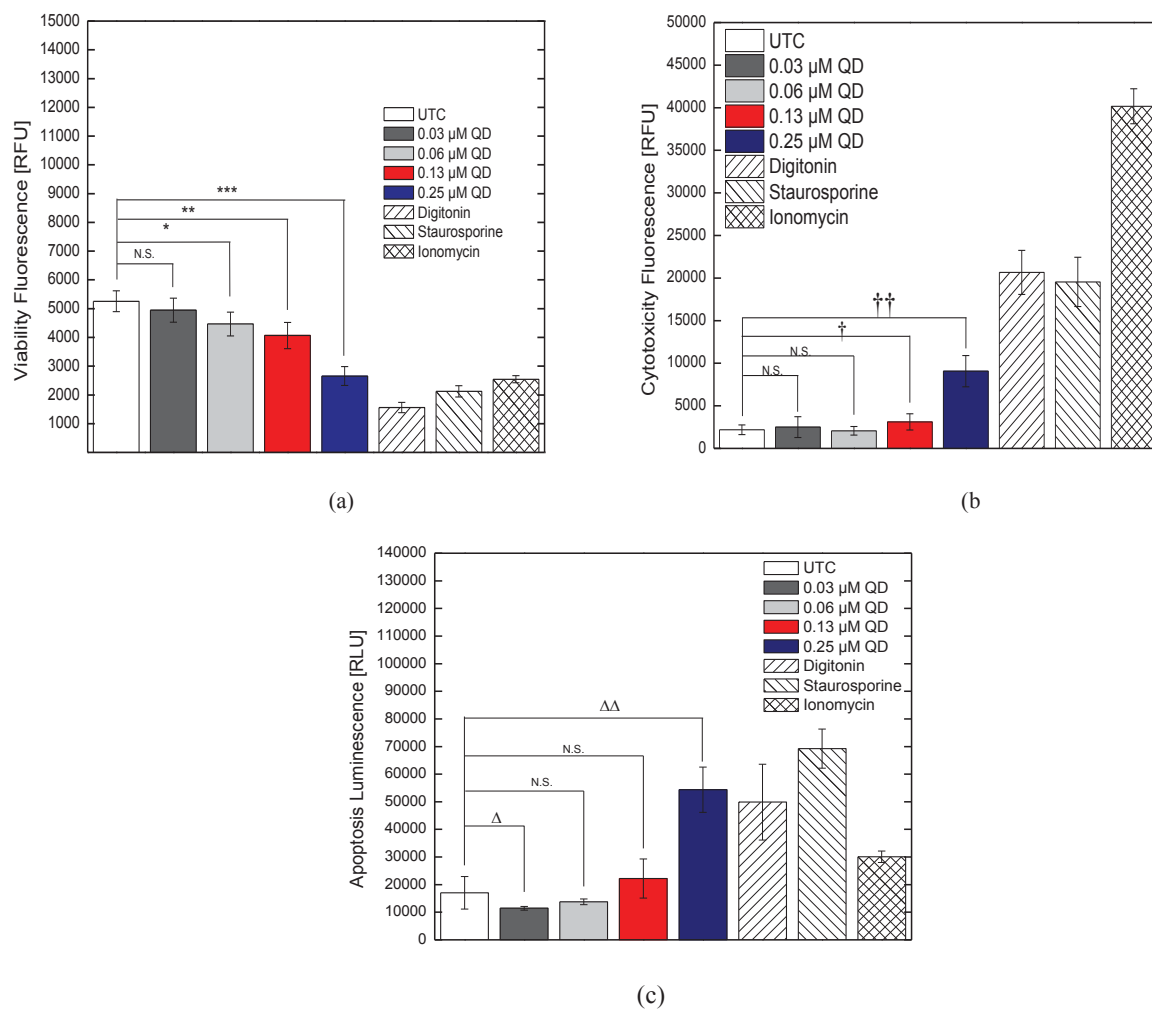 15000
14000
13000
12000
11000
10000
9000
8000
7000
6000
5000
4000
3000
2000
1000
Viability Fluorescence [RFU]
UTC
0.03 µM QD
0.06 µM QD
0.13 µM QD
0.25 µM QD
Digitonin
Staurosporine
Ionomycin
***
**
*
N.S.
(a)
50000
45000
40000
35000
30000
25000
20000
15000
10000
5000
0
Cytotoxicity Fluorescence [RFU]
UTC
0.03 µM QD
0.06 µM QD
0.13 µM QD
0.25 µM QD
Digitonin
Staurosporine
Ionomycin
††
†
N.S.
N.S.
(b
140000
130000
120000
110000
100000
90000
80000
70000
60000
50000
40000
30000
20000
10000
0
Apoptosis Luminescence [RLU]
UTC
0.03 µM QD
0.06 µM QD
0.13 µM QD
0.25 µM QD
Digitonin
Staurosporine
Ionomycin
ΔΔ
N.S.
N.S.
Δ
(c)